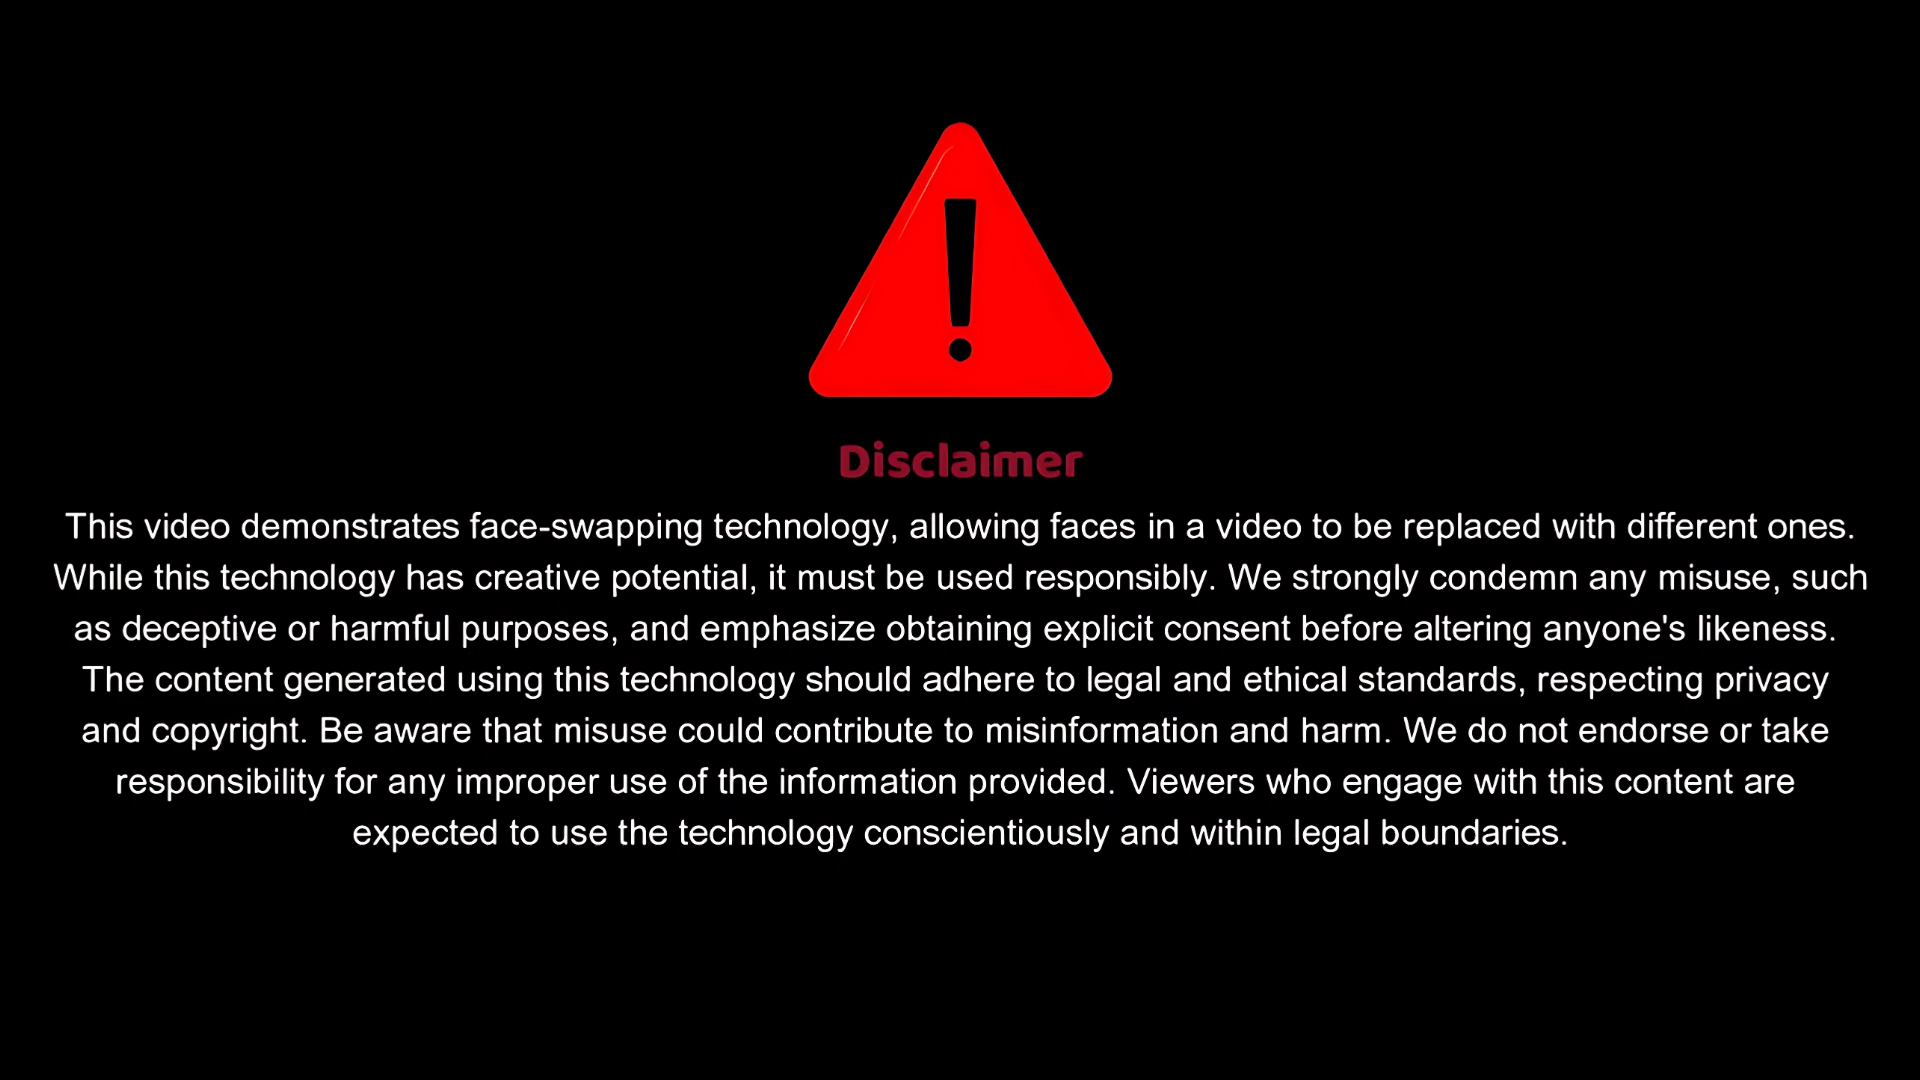 Disclaimer
This video demonstrates face-swapping technology, allowing faces in a video to be replaced with different ones.
While this technology has creative potential, it must be used responsibly. We strongly condemn any misuse, such
as deceptive or harmful purposes, and emphasize obtaining explicit consent before altering anyone's likeness.
The content generated using this technology should adhere to legal and ethical standards, respecting privacy
and copyright. Be aware that misuse could contribute to misinformation and harm. We do not endorse or take
responsibility for any improper use of the information provided. Viewers who engage with this content are
expected to use the technology conscientiously and within legal boundaries.